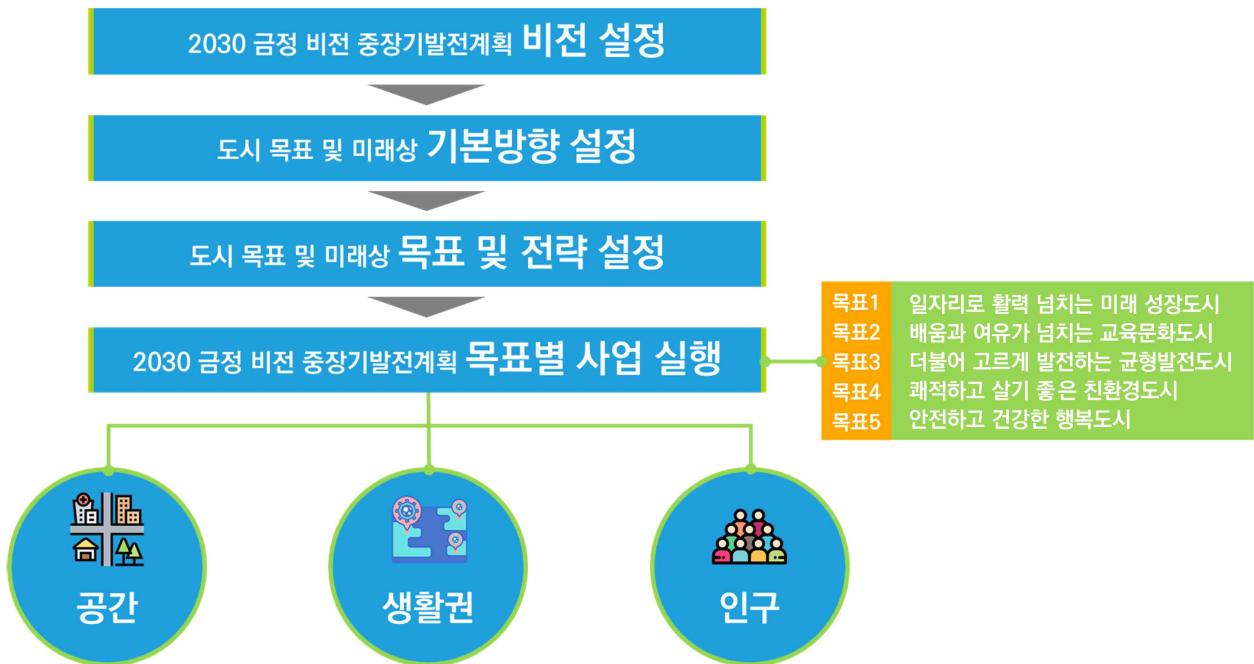 2030 금정 비전 중장기발전계획 비전 설정
도시 목표 및 미래상 기본방향 설정
도시 목표 및 미래상 목표 및 전략 설정
2030 금정 비전 중장기발전계획 목표별 사업 실행
목표1 일자리로 활력 넘치는 미래 성장도시
목표2 배움과 여유가 넘치는 교육문화도시
목표3 더불어 고르게 발전하는 균형발전도시
목표4 쾌적하고 살기 좋은 친환경도시
목표5 안전하고 건강한 행복도시
공간
생활권
인구